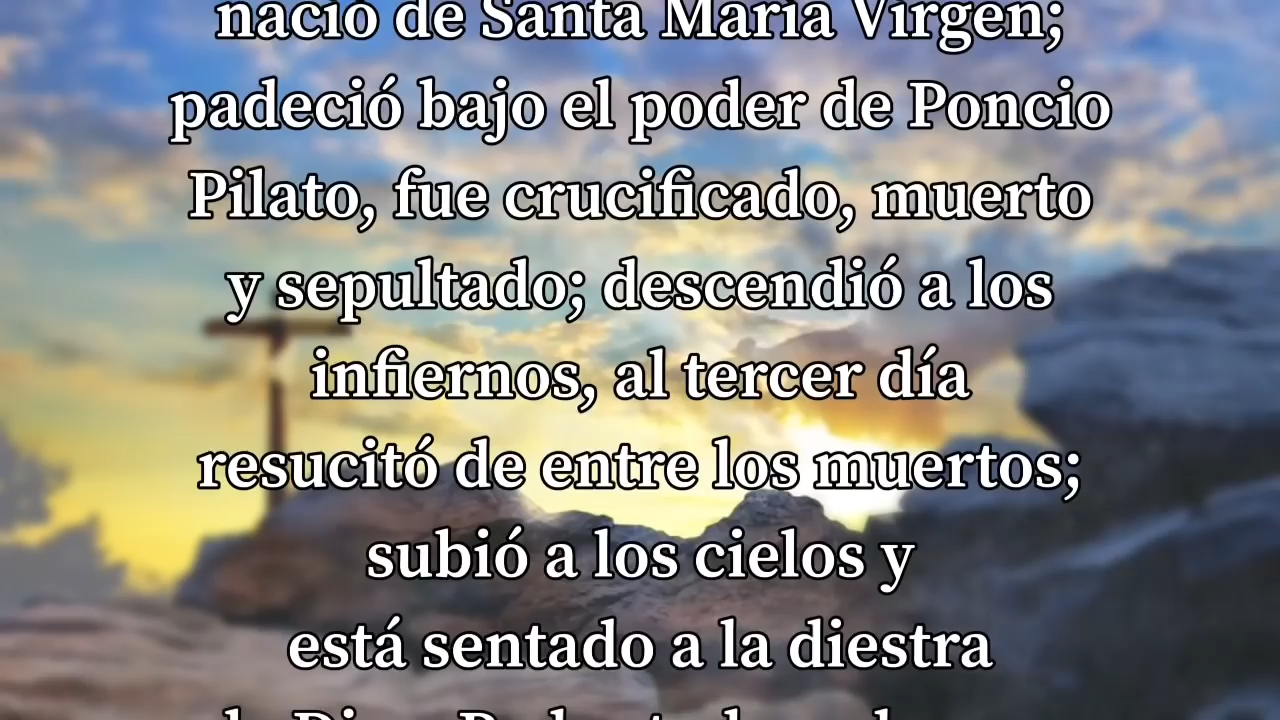 nació de Santa María Virgen;
padeció bajo el poder de Poncio
Pilato, fue crucificado, muerto
y sepultado; descendió a los
infiernos, al tercer día
resucitó de entre los muertos;
subió a los cielos y
está sentado a la diestra